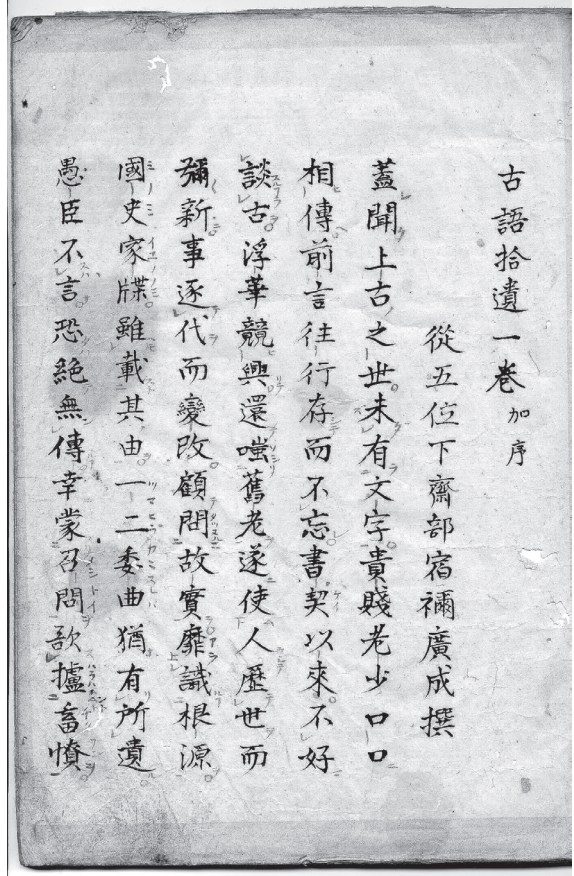 古語拾遺一巻加序
從五位下齋部宿禰廣成撰
蓋聞上古之世未有文字貴賤老少口口
相傳前言往行存而不忘書契以來不好
談古浮華競興還嗤舊老遂使人歷世而
彌新事逐代而變改顧問故實靡識根源
國史家牒雖載其由一二委曲猶有所遺
愚臣不言恐絶無傳幸蒙召問歆攄畜憤